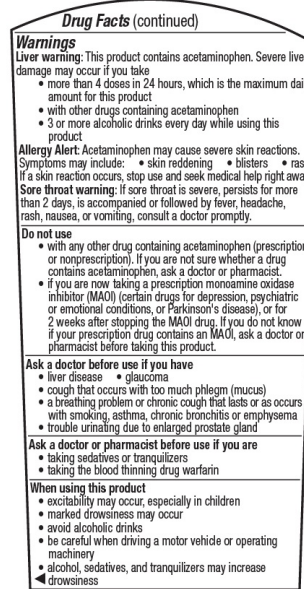 Drug Facts (continued)
Warnings
Liver warning: This product contains acetaminophen. Severe live
damage may occur if you take
• more than 4 doses in 24 hours, which is the maximum dai
amount for this product
• with other drugs containing acetaminophen
• 3 or more alcoholic drinks every day while using this
product
Allergy Alert: Acetaminophen may cause severe skin reactions.
Symptoms may include: • skin reddening • blisters • ras
If a skin reaction occurs, stop use and seek medical help right awa
Sore throat warning: If sore throat is severe, persists for more
than 2 days, is accompanied or followed by fever, headache,
rash, nausea, or vomiting, consult a doctor promptly.
Do not use
• with any other drug containing acetaminophen (prescription
or nonprescription). If you are not sure whether a drug
contains acetaminophen, ask a doctor or pharmacist.
• if you are now taking a prescription monoamine oxidase
inhibitor (MAOI) (certain drugs for depression, psychiatric
or emotional conditions, or Parkinson's disease), or for
2 weeks after stopping the MAOI drug. If you do not know
if your prescription drug contains an MAOI, ask a doctor or
pharmacist before taking this product.
Ask a doctor before use if you have
• liver disease • glaucoma
• cough that occurs with too much phlegm (mucus)
• a breathing problem or chronic cough that lasts or as occurs
with smoking, asthma, chronic bronchitis or emphysema
• trouble urinating due to enlarged prostate gland
Ask a doctor or pharmacist before use if you are
• taking sedatives or tranquilizers
• taking the blood thinning drug warfarin
When using this product
• excitability may occur, especially in children
• marked drowsiness may occur
• avoid alcoholic drinks
• be careful when driving a motor vehicle or operating
machinery
• alcohol, sedatives, and tranquilizers may increase
drowsiness